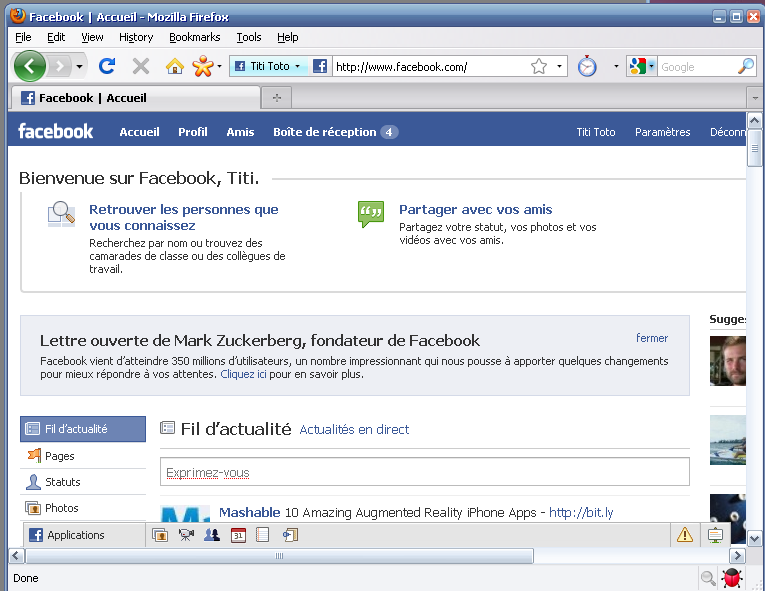 Facebook | Accueil - Mozilla Firefox
File Edit View History Bookmarks Tools Help
Titi Toto http://www.facebook.com/ Google
Facebook | Accueil
facebook Accueil Profil Amis Boîte de réception 4 Titi Toto Paramètres Déconn
Bienvenue sur Facebook, Titi.
Retrouver les personnes que
vous connaissez
Recherchez par nom ou trouvez des
camarades de classe ou des collègues de
travail.
Partager avec vos amis
Partagez votre statut, vos photos et vos
vidéos avec vos amis.
Lettre ouverte de Mark Zuckerberg, fondateur de Facebook fermer
Facebook vient d'atteindre 350 millions d'utilisateurs, un nombre impressionnant qui nous pousse à apporter quelques changements
pour mieux répondre à vos attentes. Cliquez ici pour en savoir plus.
Sugges
Fil d'actualité
Pages
Statuts
Photos
Fil d'actualité Actualités en direct
Exprimez-vous
Mashable 10 Amazing Augmented Reality iPhone Apps - http://bit.ly
Applications 31
Done